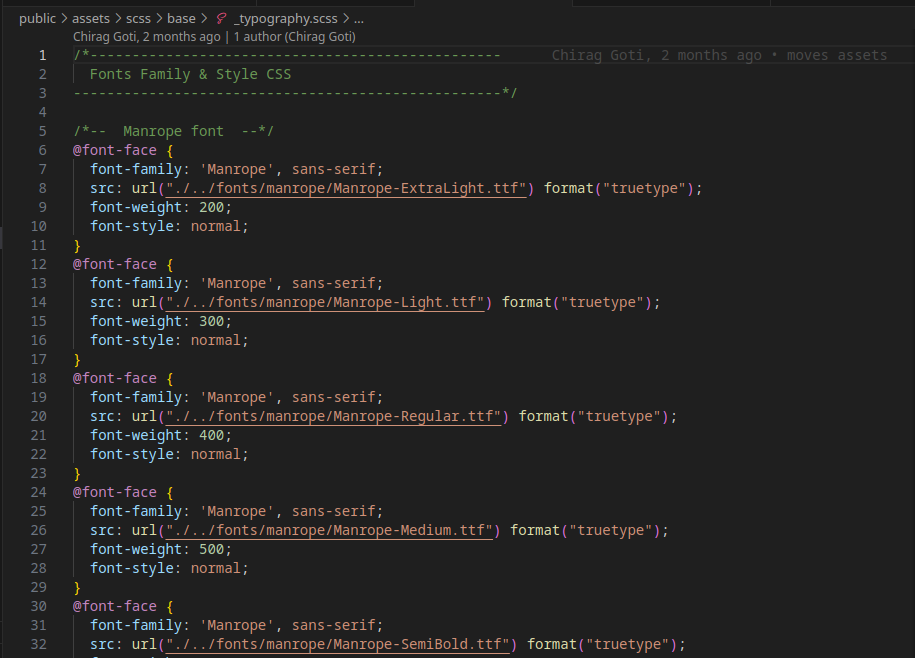 public > assets > scss > base > _typography.scss > ...
Chirag Goti, 2 months ago | 1 author (Chirag Goti)
1 /*------------------------------------------------- Chirag Goti, 2 months ago • moves assets
2 Fonts Family & Style CSS
3 ---------------------------------------------------*/
4
5 /*--  Manrope font  --*/
6 @font-face {
7 font-family: 'Manrope', sans-serif;
8 src: url("./../fonts/manrope/Manrope-ExtraLight.ttf") format("truetype");
9 font-weight: 200;
10 font-style: normal;
11 }
12 @font-face {
13 font-family: 'Manrope', sans-serif;
14 src: url("./../fonts/manrope/Manrope-Light.ttf") format("truetype");
15 font-weight: 300;
16 font-style: normal;
17 }
18 @font-face {
19 font-family: 'Manrope', sans-serif;
20 src: url("./../fonts/manrope/Manrope-Regular.ttf") format("truetype");
21 font-weight: 400;
22 font-style: normal;
23 }
24 @font-face {
25 font-family: 'Manrope', sans-serif;
26 src: url("./../fonts/manrope/Manrope-Medium.ttf") format("truetype");
27 font-weight: 500;
28 font-style: normal;
29 }
30 @font-face {
31 font-family: 'Manrope', sans-serif;
32 src: url("./../fonts/manrope/Manrope-SemiBold.ttf") format("truetype");